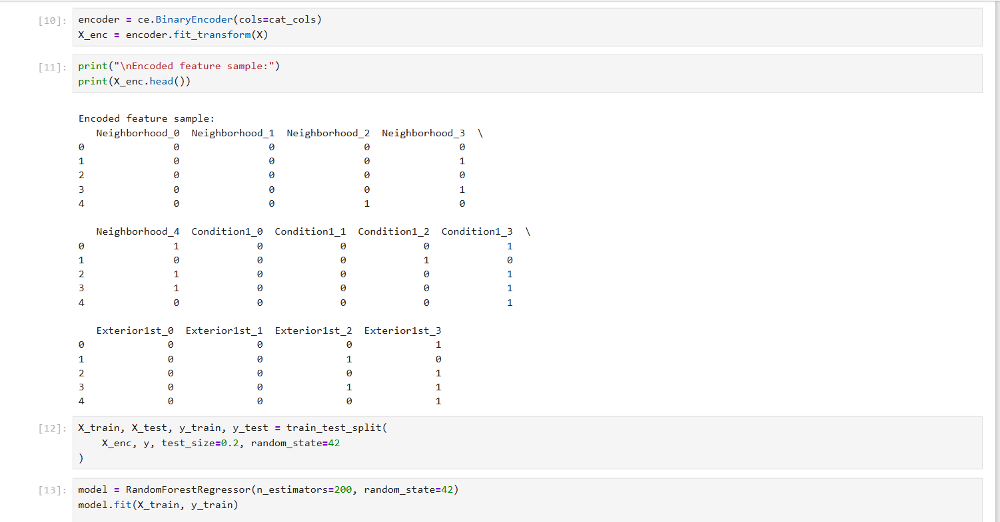 [10]: encoder = ce.BinaryEncoder(cols=cat_cols)
X_enc = encoder.fit_transform(X)
[11]: print("\nEncoded feature sample:")
print(X_enc.head())
Encoded feature sample:
   Neighborhood_0  Neighborhood_1  Neighborhood_2  Neighborhood_3  \
0               0               0               0               0
1               0               0               0               1
2               0               0               0               0
3               0               0               0               1
4               0               0               1               0
   Neighborhood_4  Condition1_0  Condition1_1  Condition1_2  Condition1_3  \
0               1             0             0             0             1
1               0             0             0             1             0
2               1             0             0             0             1
3               1             0             0             0             1
4               0             0             0             0             1
   Exterior1st_0  Exterior1st_1  Exterior1st_2  Exterior1st_3
0              0              0              0              1
1              0              0              1              0
2              0              0              0              1
3              0              0              1              1
4              0              0              0              1
[12]: X_train, X_test, y_train, y_test = train_test_split(
    X_enc, y, test_size=0.2, random_state=42
)
[13]: model = RandomForestRegressor(n_estimators=200, random_state=42)
model.fit(X_train, y_train)